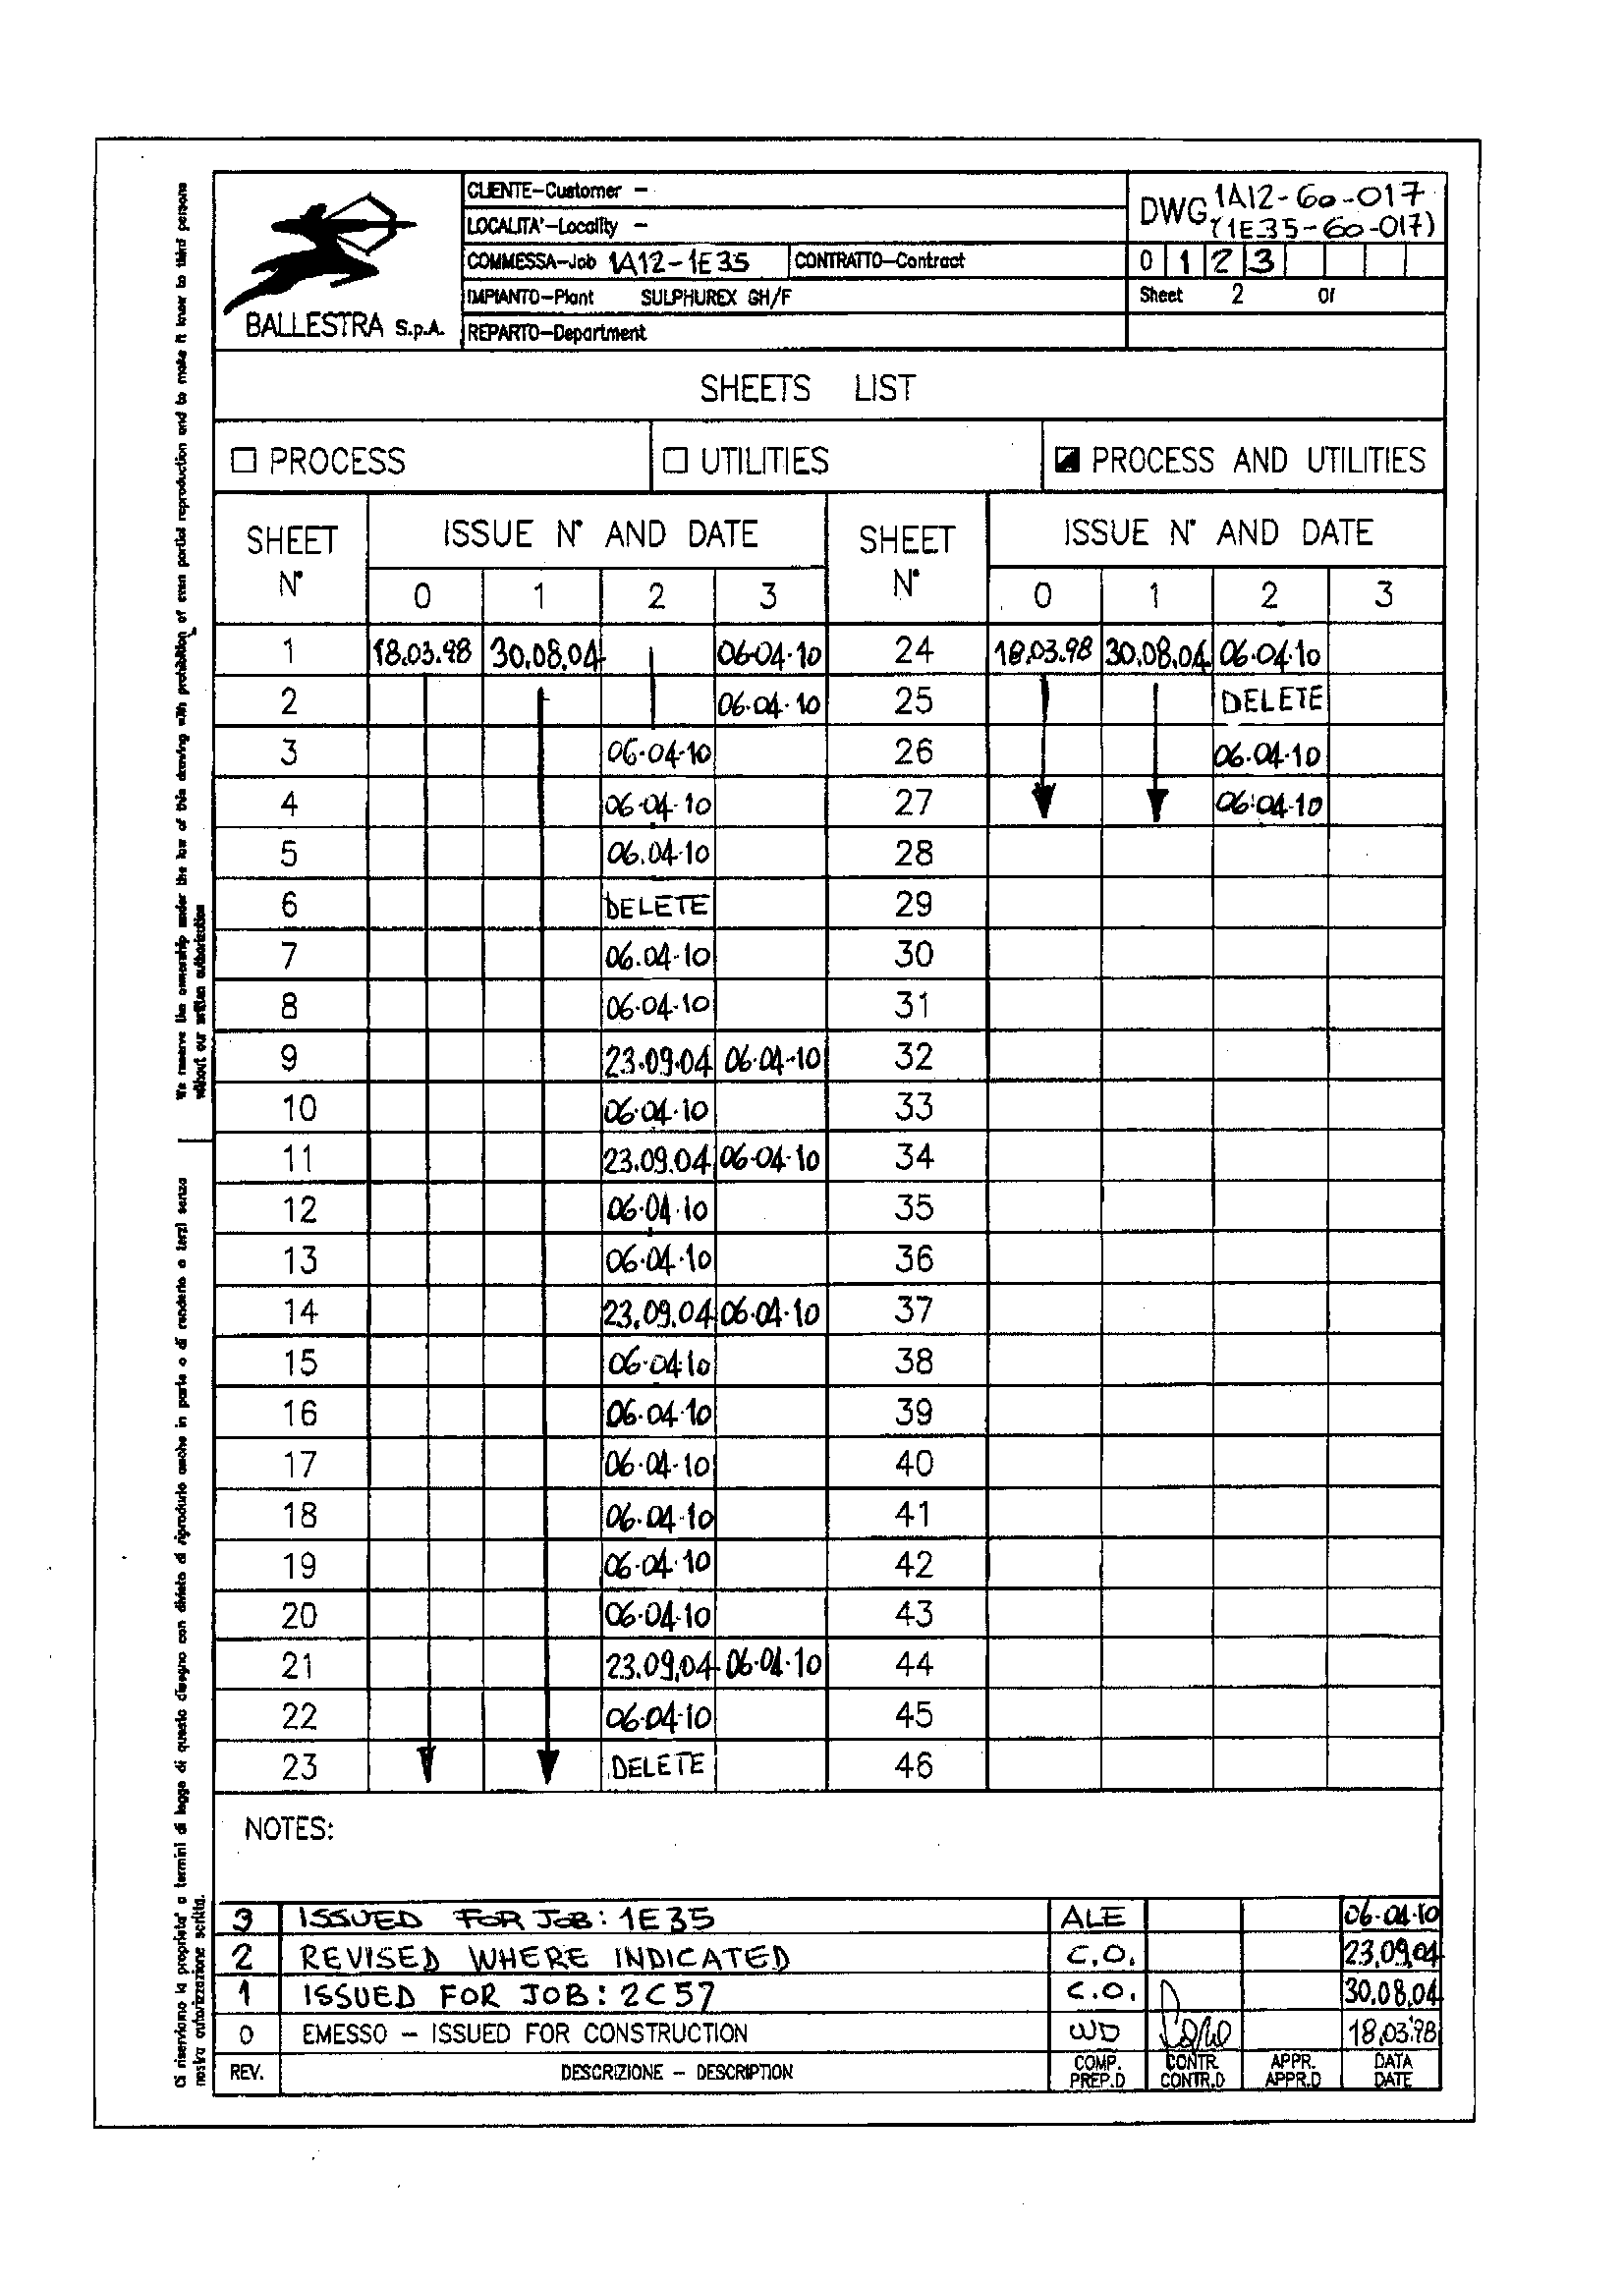 CLIENTE-Customer -
LOCALITA'-Locality -
COMMESSA-Job 1A12-1E35 CONTRATTO-Contract
IMPIANTO-Plant SULPHUREX GH/F
REPARTO-Department
BALLESTRA S.p.A.
DWG 1A12-60-017
(1E35-60-017)
0 1 2 3
Sheet 2 Of
SHEETS LIST
PROCESS UTILITIES PROCESS AND UTILITIES
SHEET N° ISSUE N° AND DATE SHEET N° ISSUE N° AND DATE
0 1 2 3 0 1 2 3
1 18.03.98 30.08.04 06.04.10 24 18.03.98 30.08.04 06.04.10
2 06.04.10 25 DELETE
3 06.04.10 26 06.04.10
4 06.04.10 27 06.04.10
5 06.04.10 28
6 DELETE 29
7 06.04.10 30
8 06.04.10 31
9 23.09.04 06.04.10 32
10 06.04.10 33
11 23.09.04 06.04.10 34
12 06.04.10 35
13 06.04.10 36
14 23.09.04 06.04.10 37
15 06.04.10 38
16 06.04.10 39
17 06.04.10 40
18 06.04.10 41
19 06.04.10 42
20 06.04.10 43
21 23.09.04 06.04.10 44
22 06.04.10 45
23 DELETE 46
NOTES:
3 ISSUED FOR JOB: 1E35 ALE 06.04.10
2 REVISED WHERE INDICATED C.O. 23.09.04
1 ISSUED FOR JOB: 2C57 C.O. 30.08.04
0 EMESSO - ISSUED FOR CONSTRUCTION WD 18.03.98
REV. DESCRIZIONE - DESCRIPTION COMP. PREP.D CONTR. CONTR.D APPR. APPR.D DATA DATE
We reserve the ownership under the law of this drawing with prohibition of even partial reproduction and to make it know to third persons
without our written authorization
Ci riserviamo la proprieta' a termini di legge di questo disegno con divieto di riprodurlo anche in parte o di renderlo a terzi senza
nostra autorizzazione scritta.